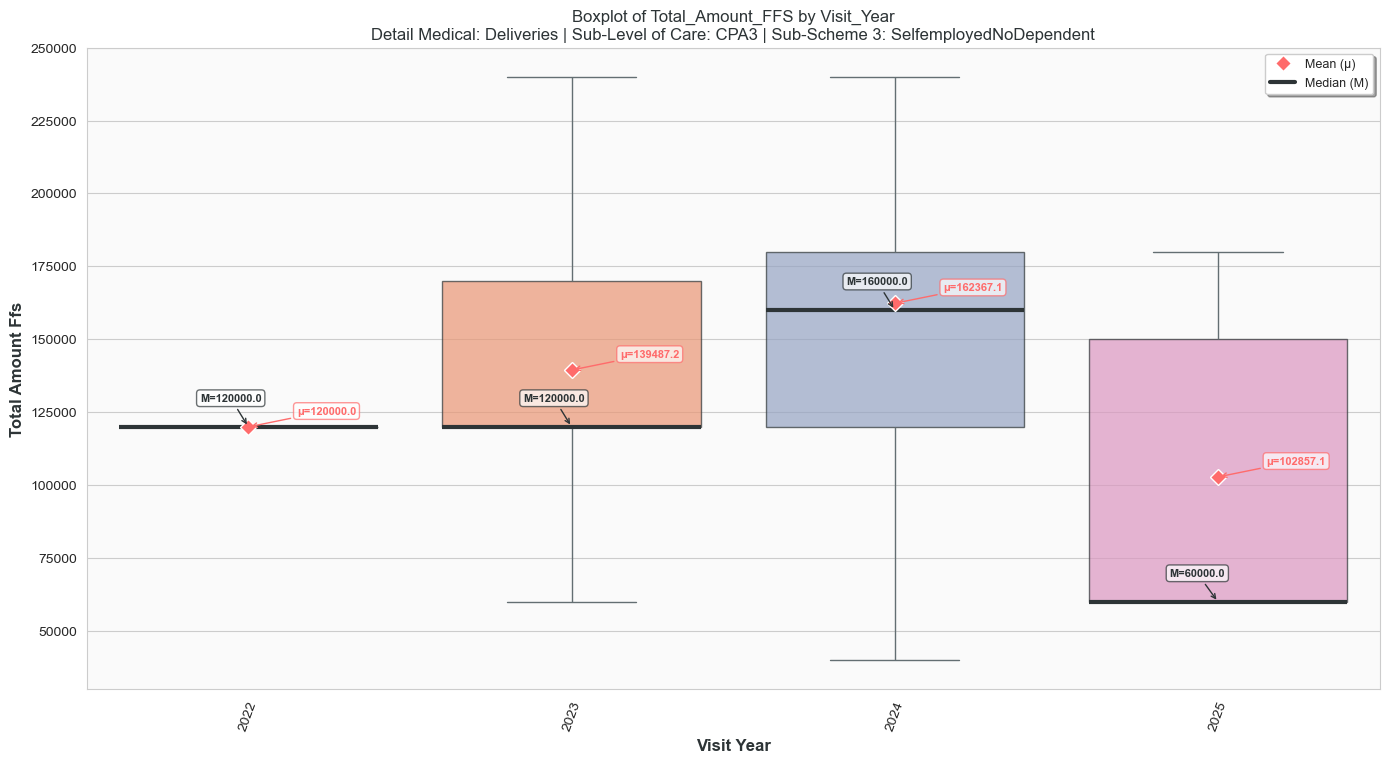 Boxplot of Total_Amount_FFS by Visit_Year
Detail Medical: Deliveries | Sub-Level of Care: CPA3 | Sub-Scheme 3: SelfemployedNoDependent
Mean (μ)
Median (M)
Total Amount Ffs
250000
225000
200000
175000
150000
125000
100000
75000
50000
M=120000.0
μ=120000.0
M=120000.0
μ=139487.2
M=160000.0
μ=162367.1
M=60000.0
μ=102857.1
2022
2023
2024
2025
Visit Year